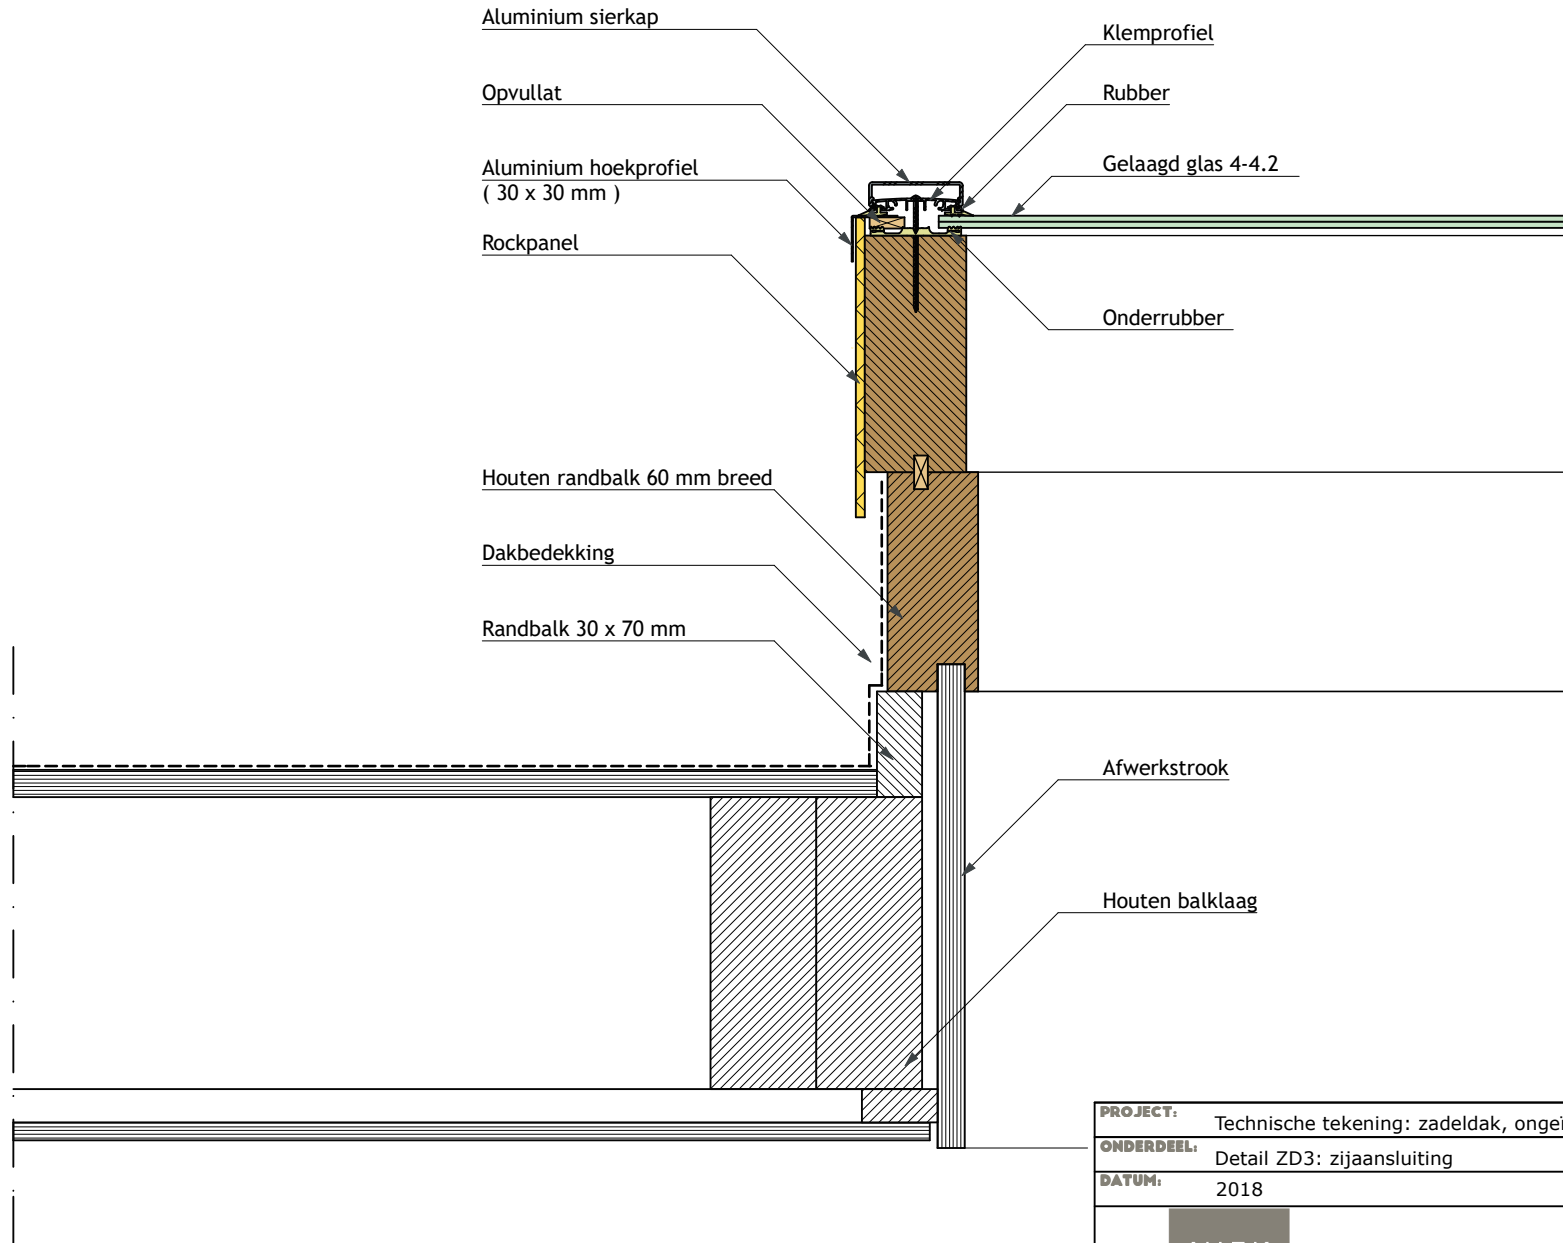 Aluminium sierkap
Klemprofiel
Opvullat
Rubber
Aluminium hoekprofiel
( 30 x 30 mm )
Gelaagd glas 4-4.2
Rockpanel
Onderrubber
Houten randbalk 60 mm breed
Dakbedekking
Randbalk 30 x 70 mm
Afwerkstrook
Houten balklaag
PROJECT: Technische tekening: zadeldak,
ONDERDEEL: Detail ZD3: zijaansluiting
DATUM: 2018